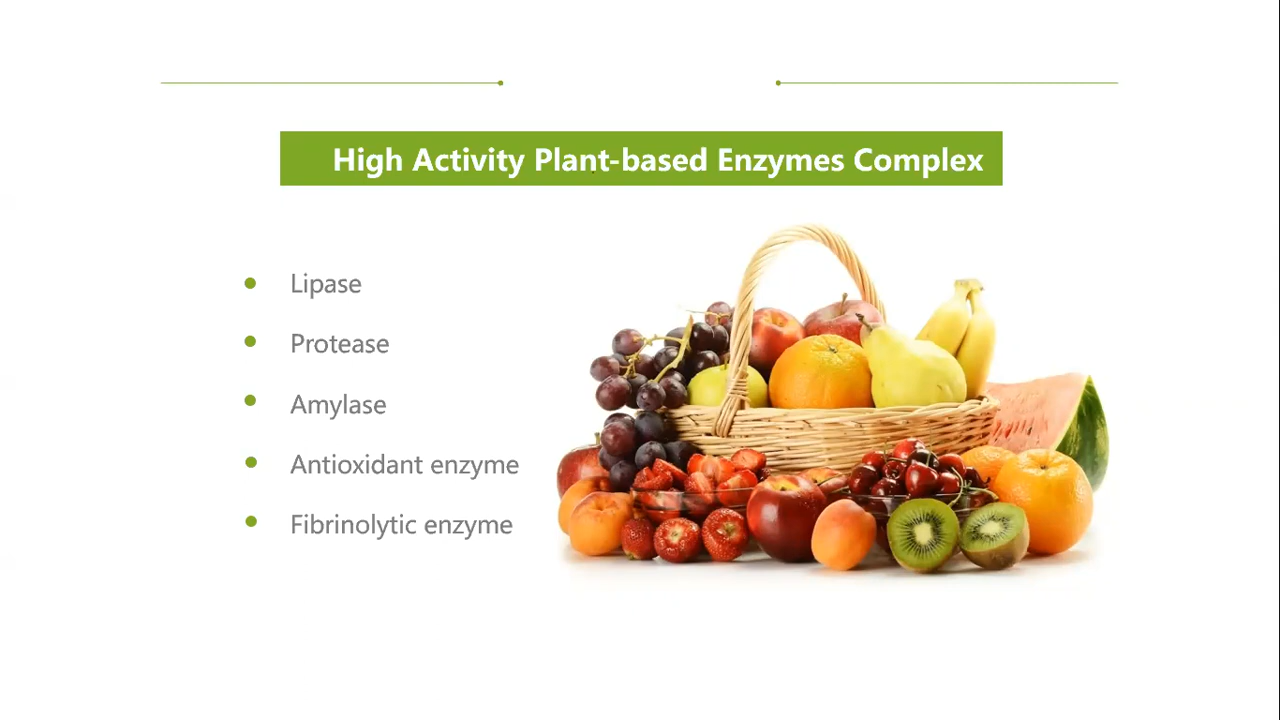 High Activity Plant-based Enzymes Complex
Lipase
Protease
Amylase
Antioxidant enzyme
Fibrinolytic enzyme